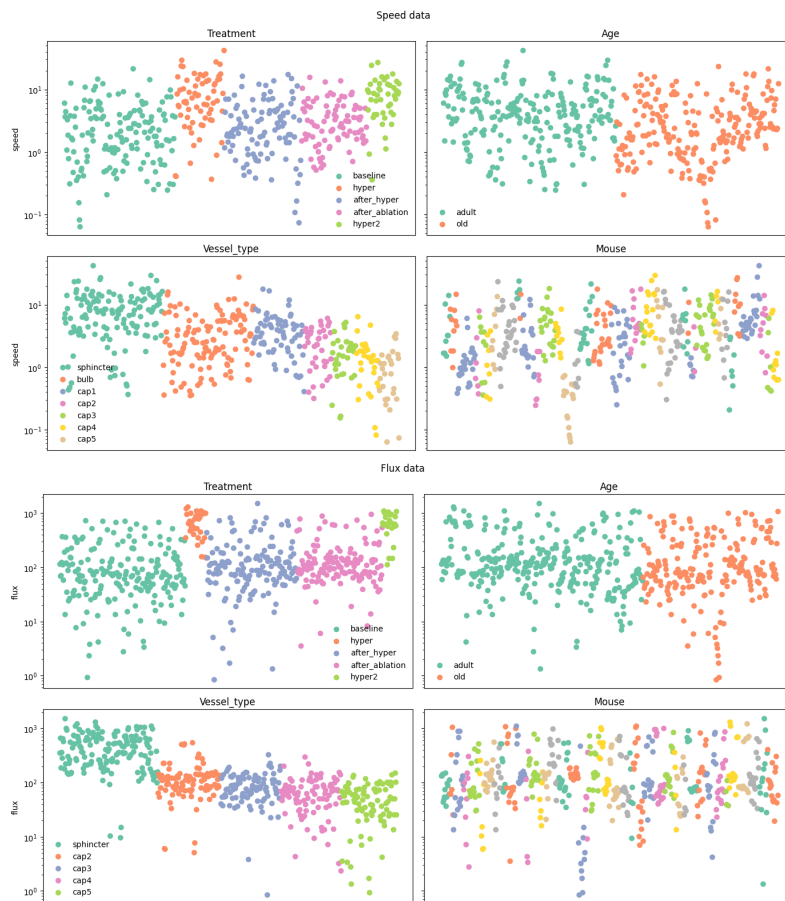 Speed data
Treatment
Age
speed
10¹
10⁰
10⁻¹
baseline
hyper
after_hyper
after_ablation
hyper2
adult
old
Vessel_type
Mouse
speed
10¹
10⁰
10⁻¹
sphincter
bulb
cap1
cap2
cap3
cap4
cap5
Flux data
Treatment
Age
flux
10³
10²
10¹
10⁰
baseline
hyper
after_hyper
after_ablation
hyper2
adult
old
Vessel_type
Mouse
flux
10³
10²
10¹
10⁰
sphincter
cap2
cap3
cap4
cap5